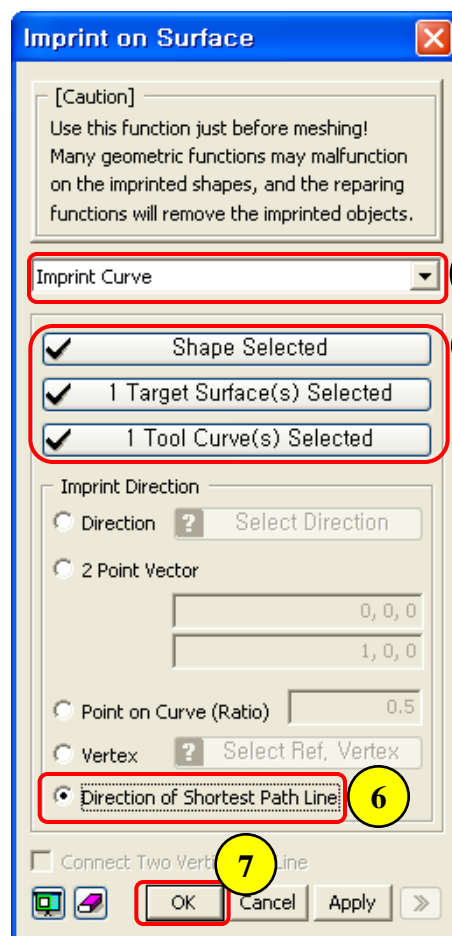 Imprint on Surface
[Caution]
Use this function just before meshing!
Many geometric functions may malfunction
on the imprinted shapes, and the reparing
functions will remove the imprinted objects.
Imprint Curve
Shape Selected
1 Target Surface(s) Selected
1 Tool Curve(s) Selected
Imprint Direction
Direction ? Select Direction
2 Point Vector
0, 0, 0
1, 0, 0
Point on Curve (Ratio) 0.5
Vertex ? Select Ref. Vertex
Direction of Shortest Path Line 6
Connect Two 7 Line
OK Cancel Apply